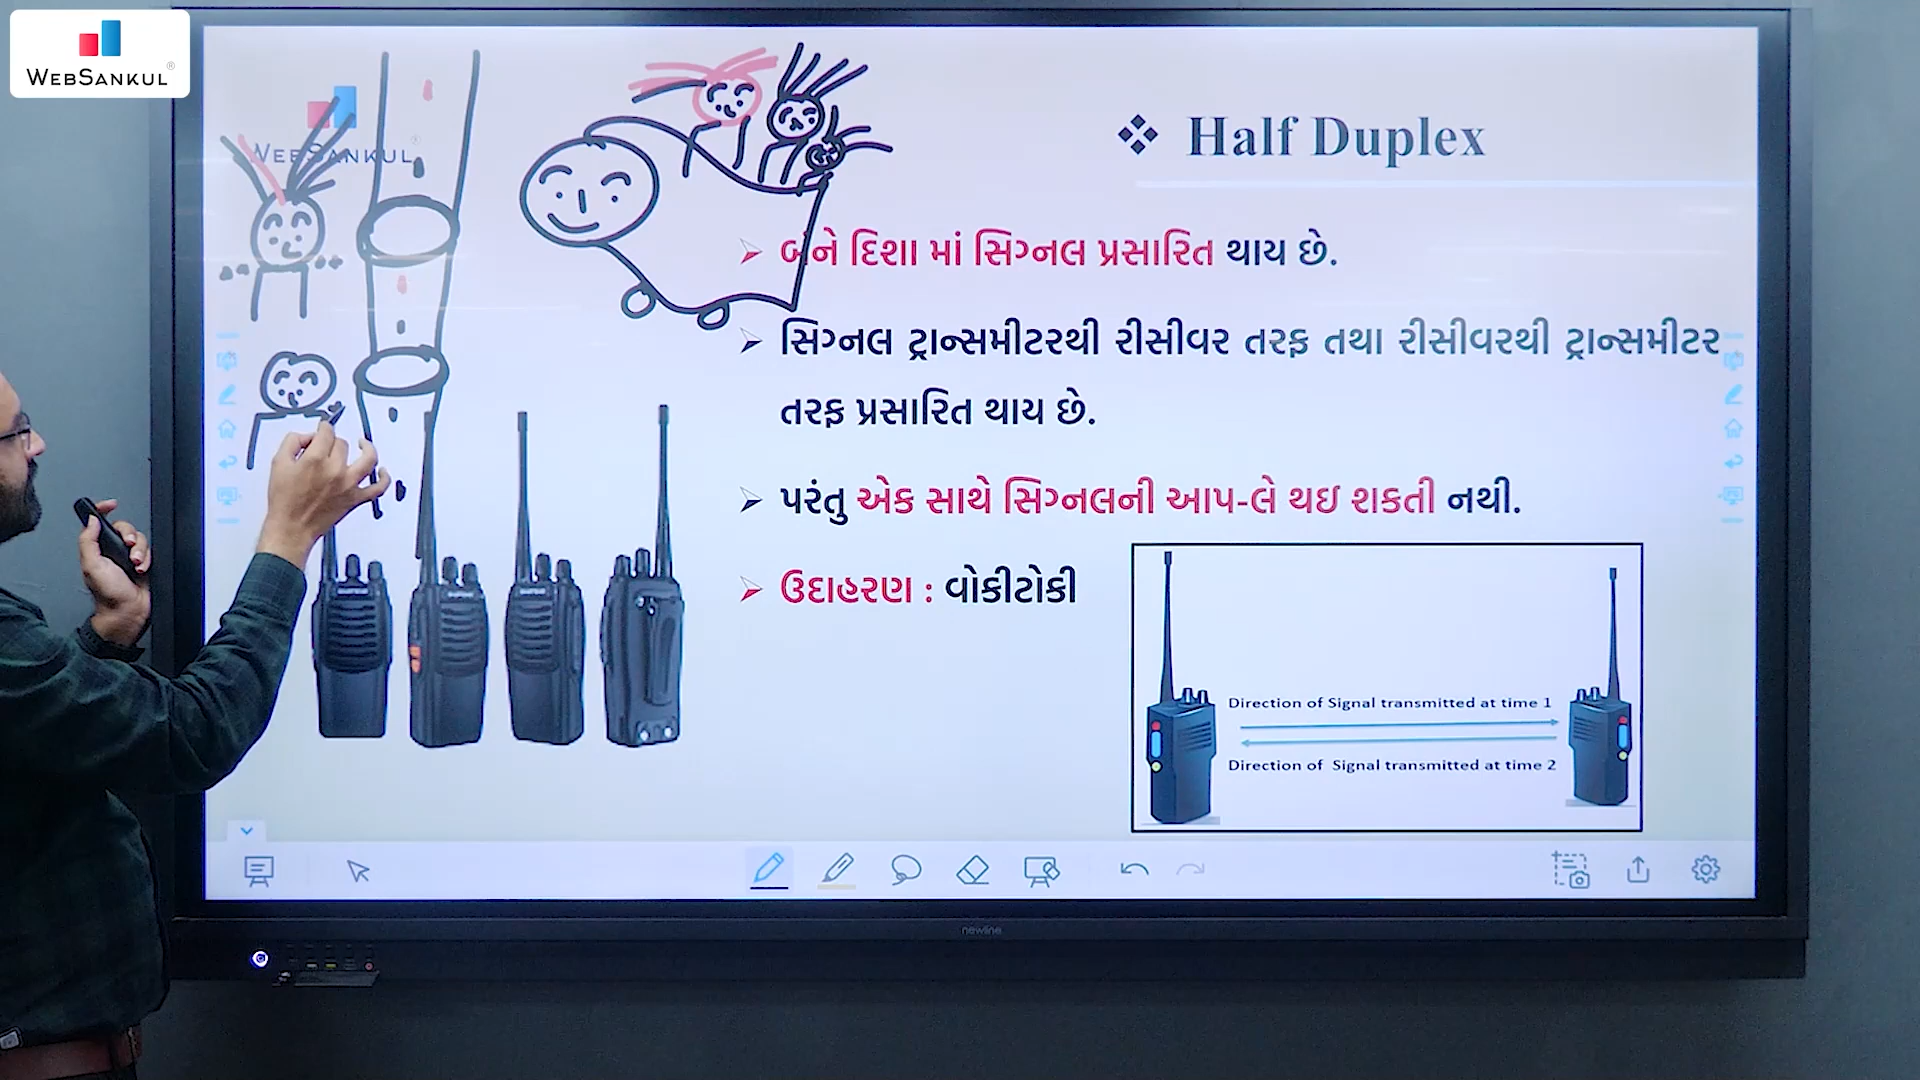 WEBSANKUL®
WEBSANKUL
❖ Half Duplex
➢ બંને દિશા માં સિગ્નલ પ્રસારિત થાય છે.
➢ સિગ્નલ ટ્રાન્સમીટરથી રીસીવર તરફ તથા રીસીવરથી ટ્રાન્સમીટર
તરફ પ્રસારિત થાય છે.
➢ પરંતુ એક સાથે સિગ્નલની આપ-લે થઇ શકતી નથી.
➢ ઉદાહરણ : વોકીટોકી
Direction of Signal transmitted at time 1
Direction of Signal transmitted at time 2
newline